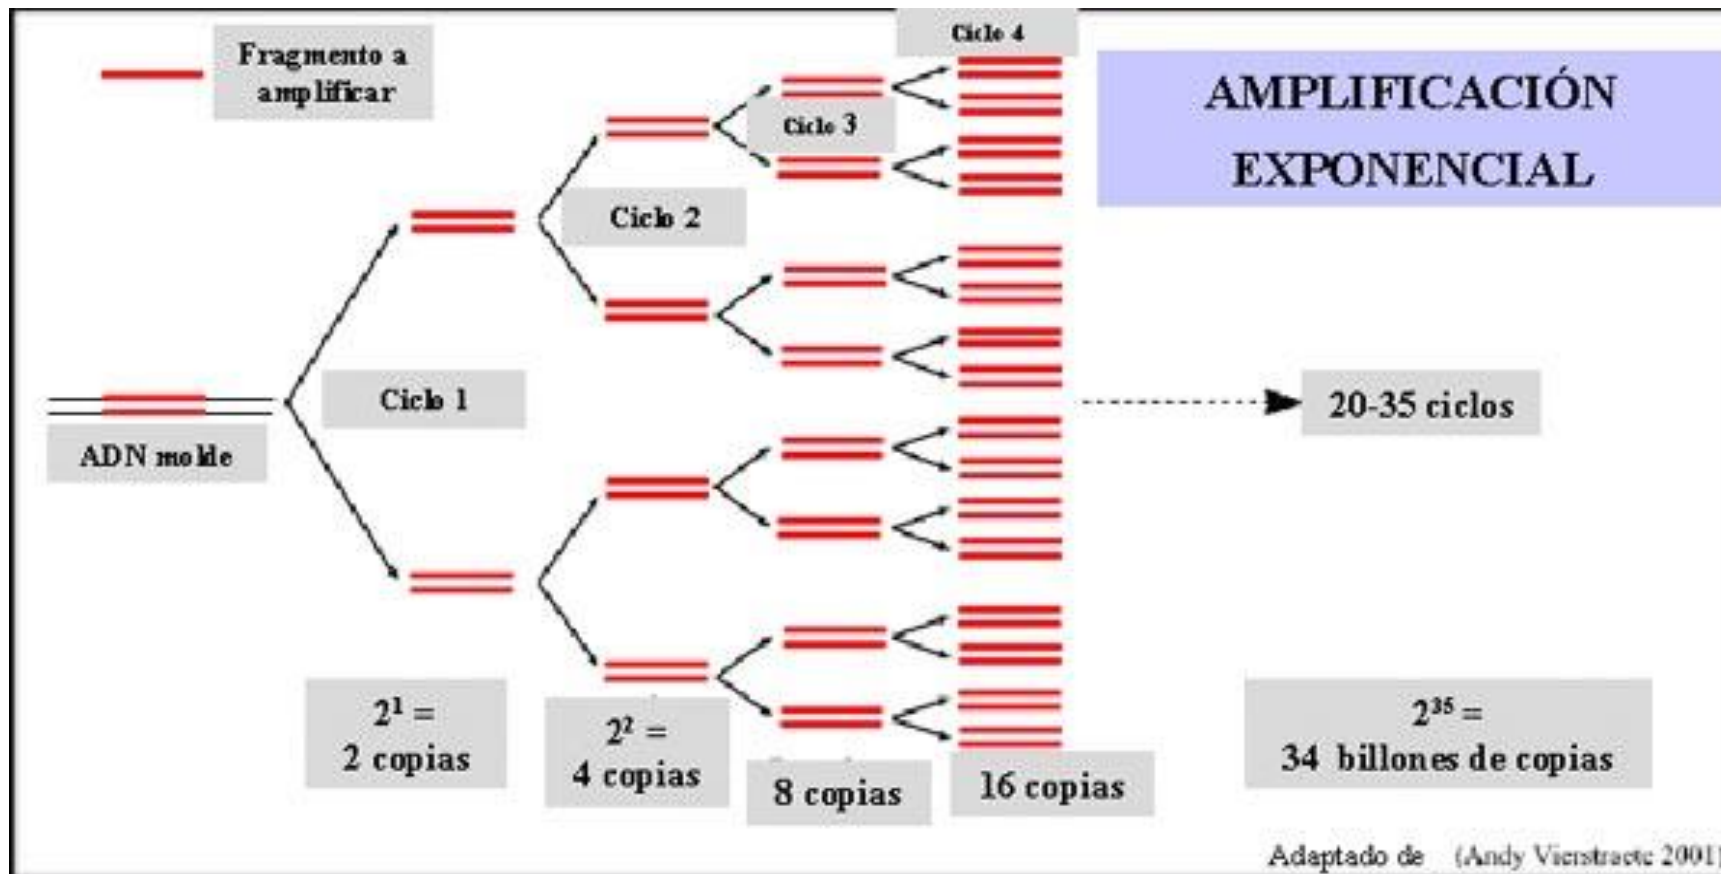 Fragmento a
amplificar
Ciclo 4
AMPLIFICACIÓN
EXPONENCIAL
Ciclo 3
Ciclo 2
Ciclo 1
ADN molde
20-35 ciclos
2¹ =
2 copias
2² =
4 copias
8 copias
16 copias
2³⁵ =
34 billones de copias
Adaptado de (Andy Vierstraete 2001)